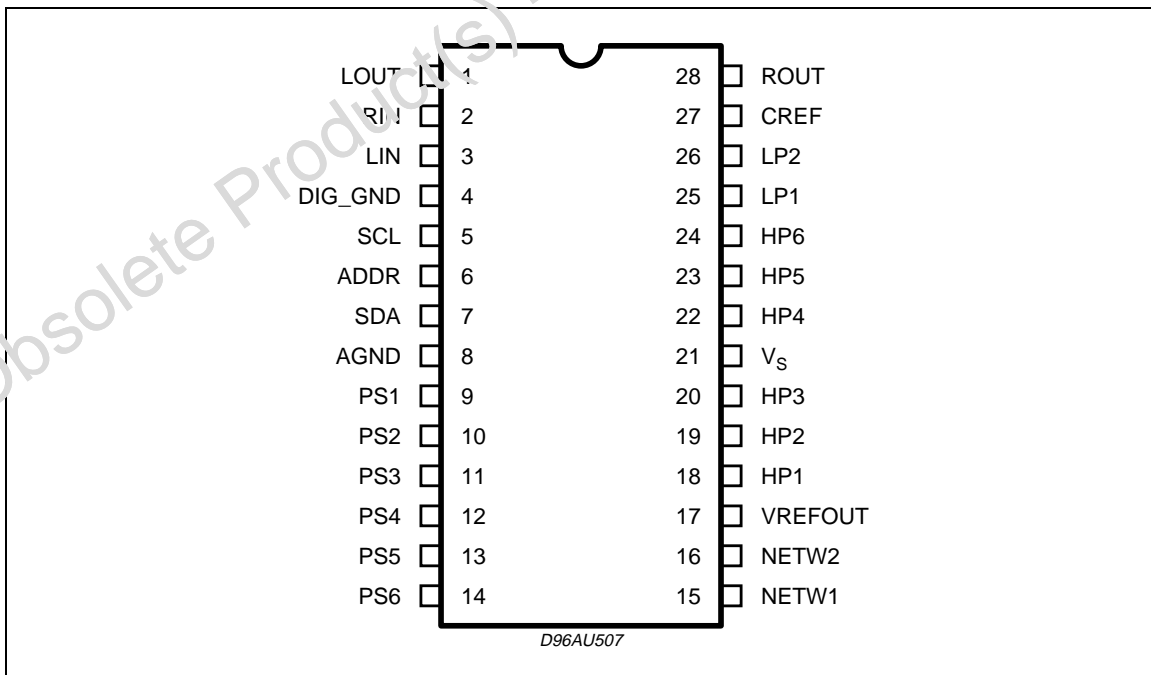 LOUT 1 28 ROUT
RIN 2 27 CREF
LIN 3 26 LP2
DIG_GND 4 25 LP1
SCL 5 24 HP6
ADDR 6 23 HP5
SDA 7 22 HP4
AGND 8 21 VS
PS1 9 20 HP3
PS2 10 19 HP2
PS3 11 18 HP1
PS4 12 17 VREFOUT
PS5 13 16 NETW2
PS6 14 15 NETW1
D96AU507
Obsolete Product(s)